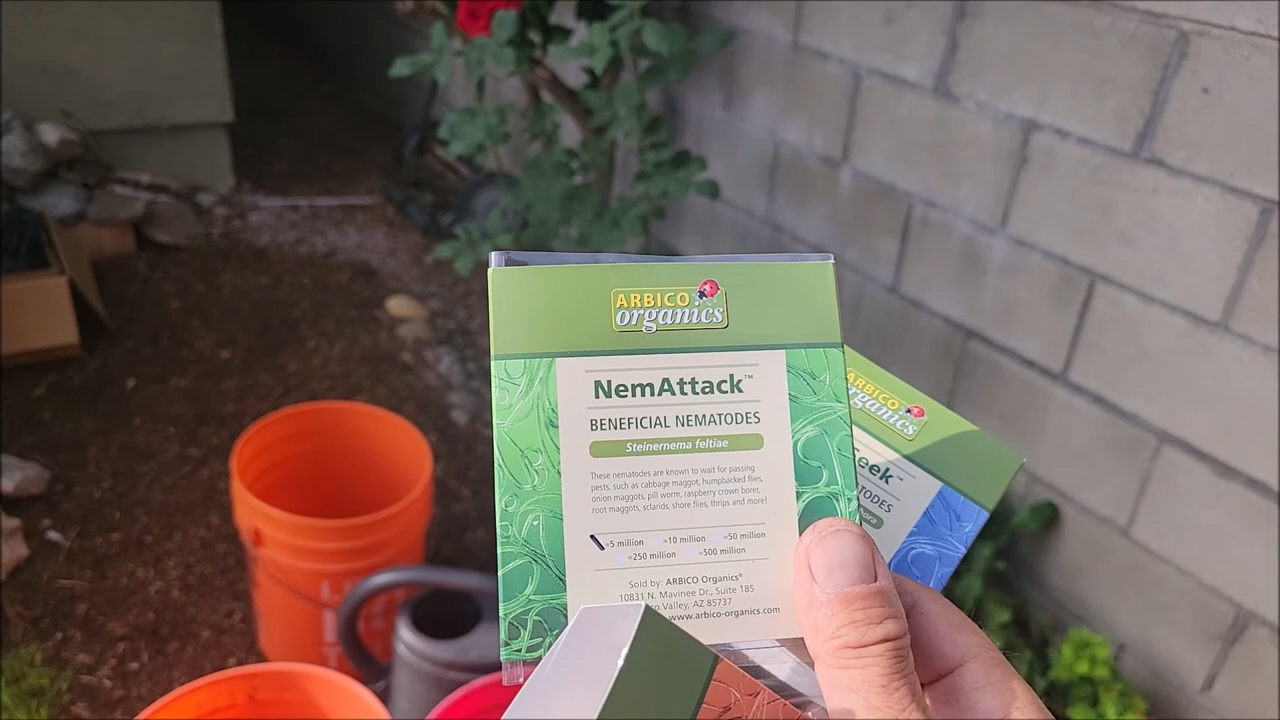 ARBICO
organics
NemAttack™
BENEFICIAL NEMATODES
Steinernema feltiae
These nematodes are known to wait for passing
pests, such as cabbage maggot, humpbacked flies,
onion maggots, pill worm, raspberry crown borer,
root maggots, sciarids, shore flies, thrips and more!
≈5 million ≈10 million ≈50 million
≈250 million ≈500 million
Sold by: ARBICO Organics®
10831 N. Mavinee Dr., Suite 185
Valley, AZ 85737
www.arbico-organics.com
ARBICO
organics